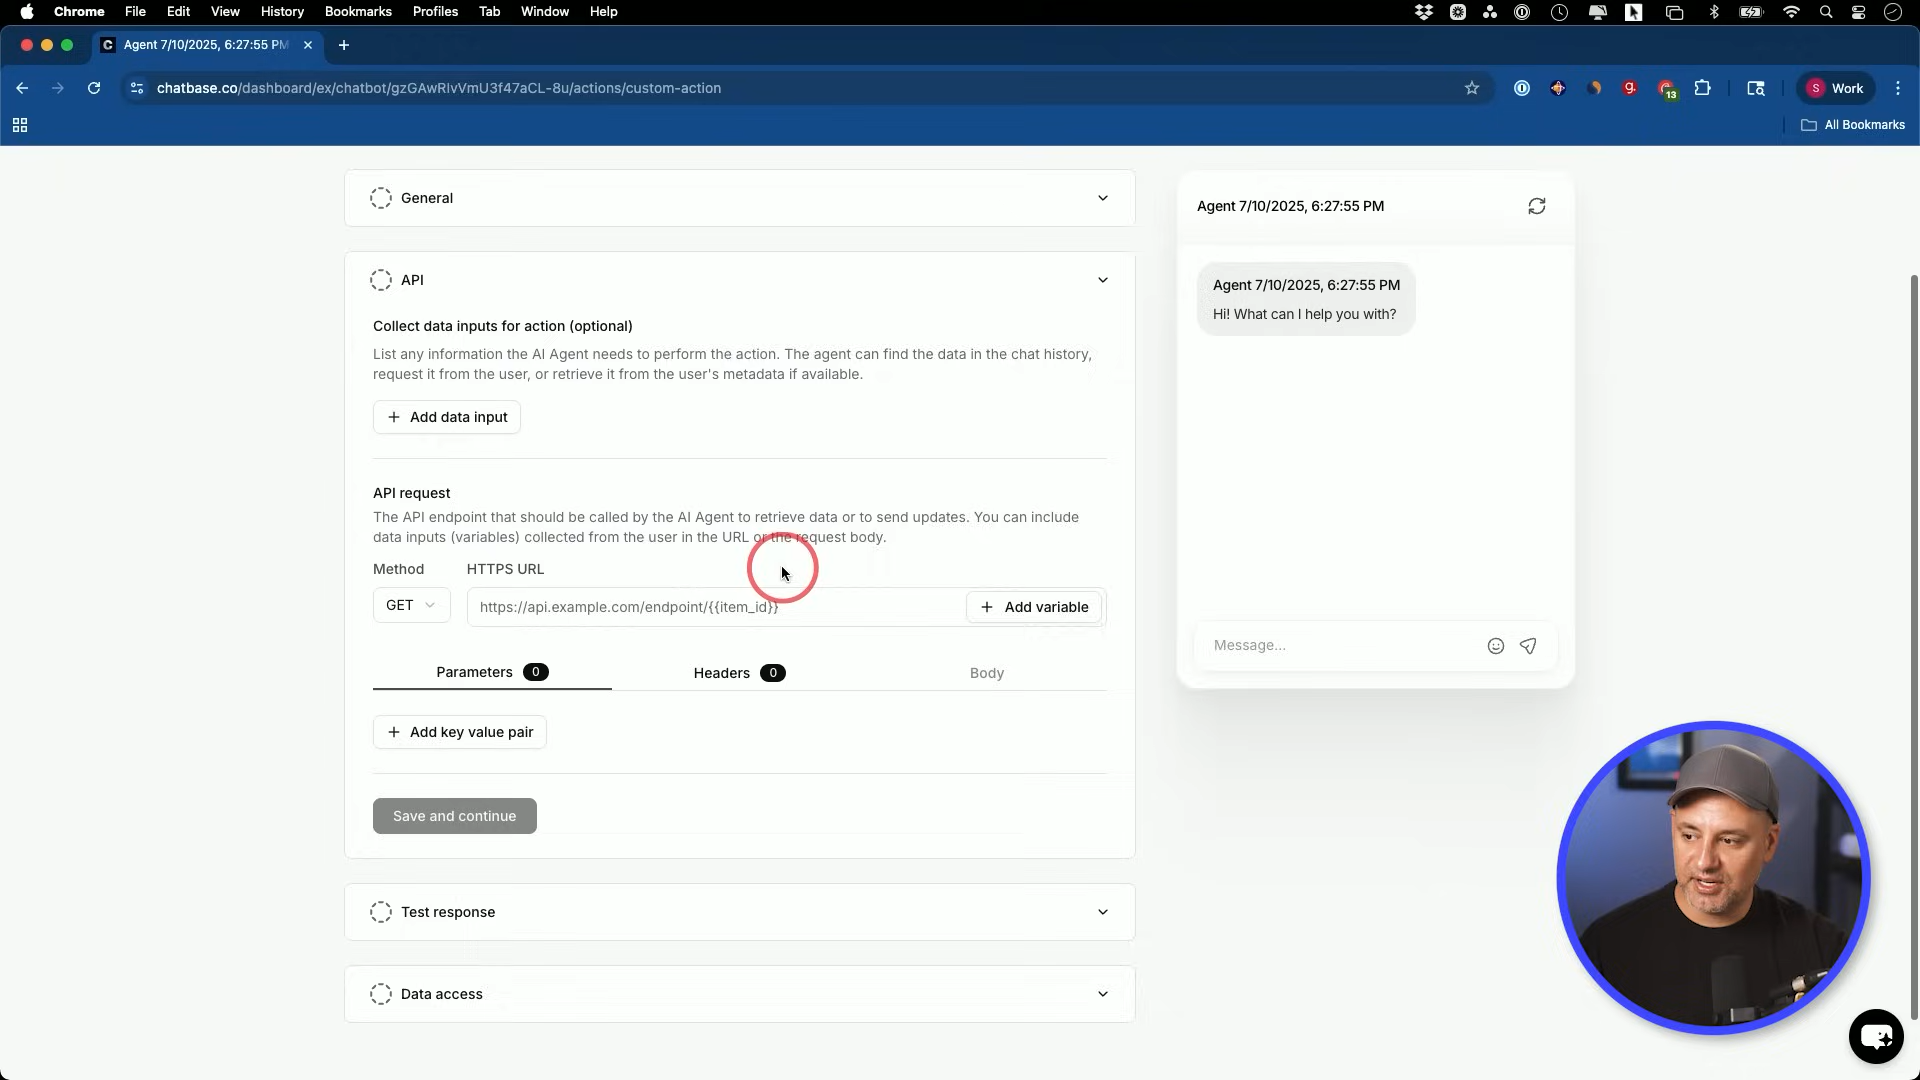 Chrome File Edit View History Bookmarks Profiles Tab Window Help
Agent 7/10/2025, 6:27:55 PM
chatbase.co/dashboard/ex/chatbot/gzGAwRlvVmU3f47aCL-8u/actions/custom-action
13
S Work
All Bookmarks
General
API
Collect data inputs for action (optional)
List any information the AI Agent needs to perform the action. The agent can find the data in the chat history,
request it from the user, or retrieve it from the user's metadata if available.
+ Add data input
API request
The API endpoint that should be called by the AI Agent to retrieve data or to send updates. You can include
data inputs (variables) collected from the user in the URL or the request body.
Method HTTPS URL
GET https://api.example.com/endpoint/{{item_id}} + Add variable
Parameters 0 Headers 0 Body
+ Add key value pair
Save and continue
Test response
Data access
Agent 7/10/2025, 6:27:55 PM
Agent 7/10/2025, 6:27:55 PM
Hi! What can I help you with?
Message...